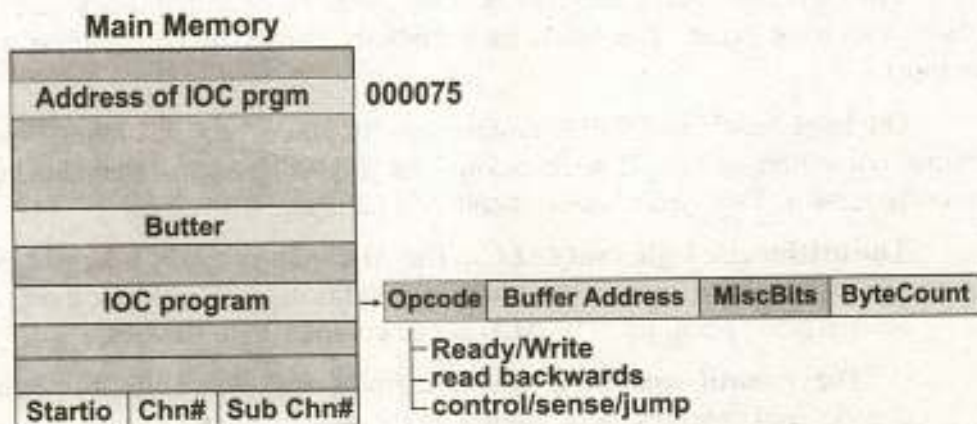 Main Memory
Address of IOC prgm 000075
Butter
IOC program Opcode Buffer Address MiscBits ByteCount
Ready/Write
read backwards
control/sense/jump
Startio Chn# Sub Chn#